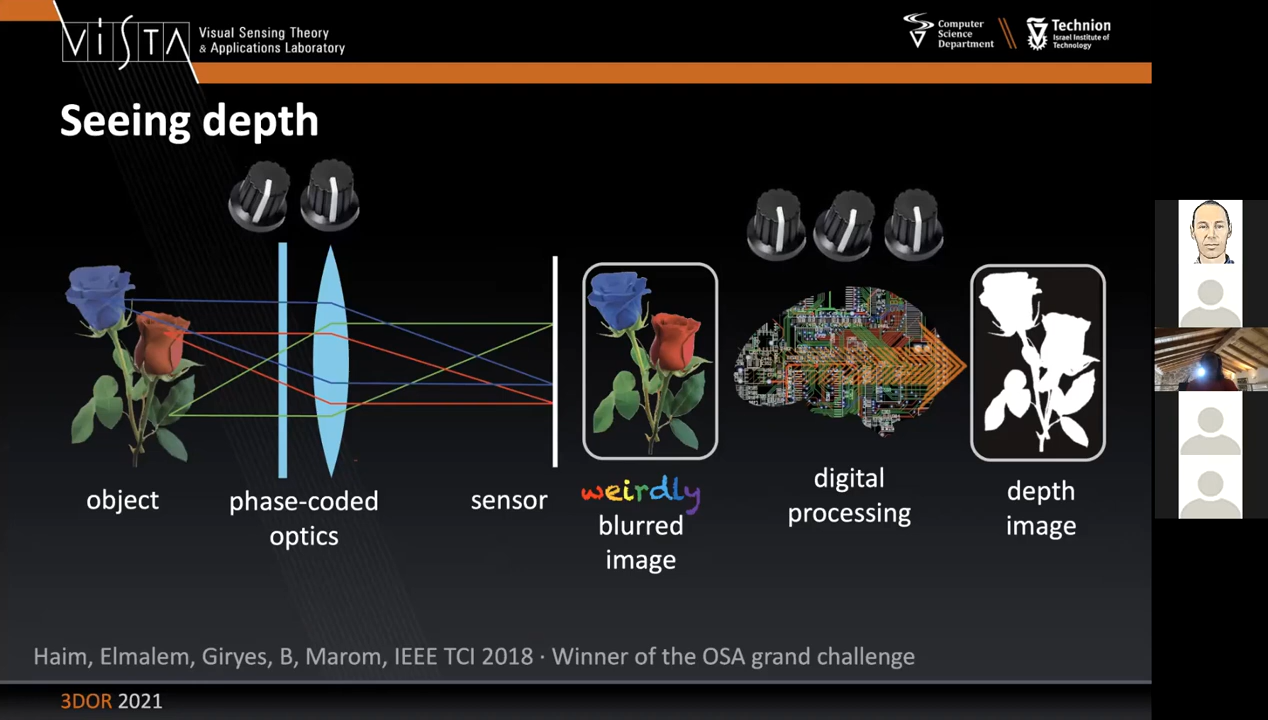 ViSTA
Visual Sensing Theory
& Applications Laboratory
Computer
Science
Department
Technion
Israel Institute of
Technology
Seeing depth
object
phase-coded
optics
sensor
weirdly
blurred
image
digital
processing
depth
image
Haim, Elmalem, Giryes, B, Marom, IEEE TCI 2018 · Winner of the OSA grand challenge
3DOR 2021